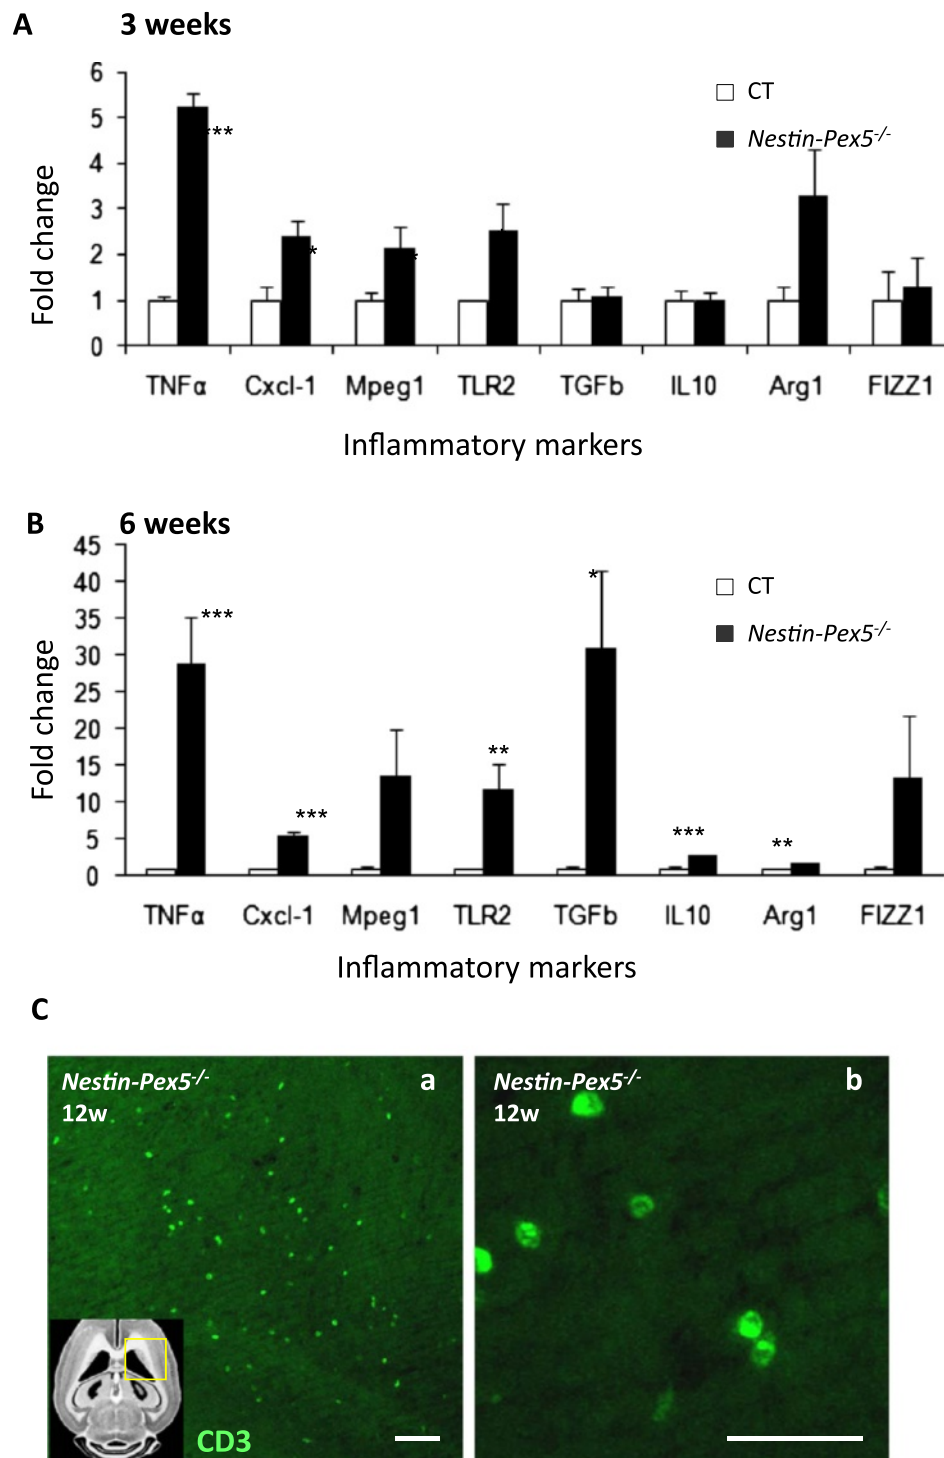 A 3 weeks
6
5
4
3
2
1
0
Fold change
CT
Nestin-Pex5-/-
***
*
*
TNFα Cxcl-1 Mpeg1 TLR2 TGFb IL10 Arg1 FIZZ1
Inflammatory markers
B 6 weeks
45
40
35
30
25
20
15
10
5
0
Fold change
CT
Nestin-Pex5-/-
***
***
**
*
***
**
TNFα Cxcl-1 Mpeg1 TLR2 TGFb IL10 Arg1 FIZZ1
Inflammatory markers
C
Nestin-Pex5-/- a
12w
CD3
Nestin-Pex5-/- b
12w